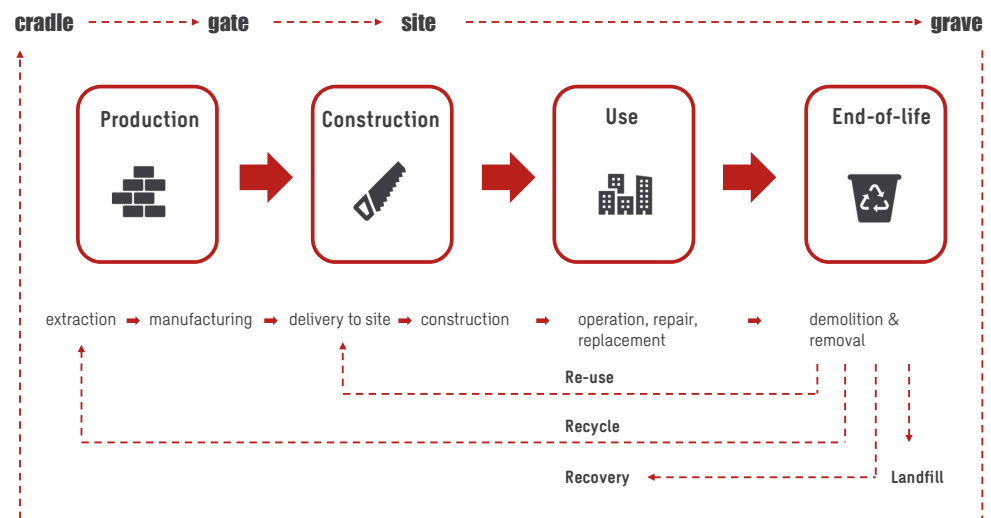 cradle gate site grave
Production Construction Use End-of-life
extraction manufacturing delivery to site construction operation, repair, demolition &
replacement removal
Re-use
Recycle
Recovery Landfill